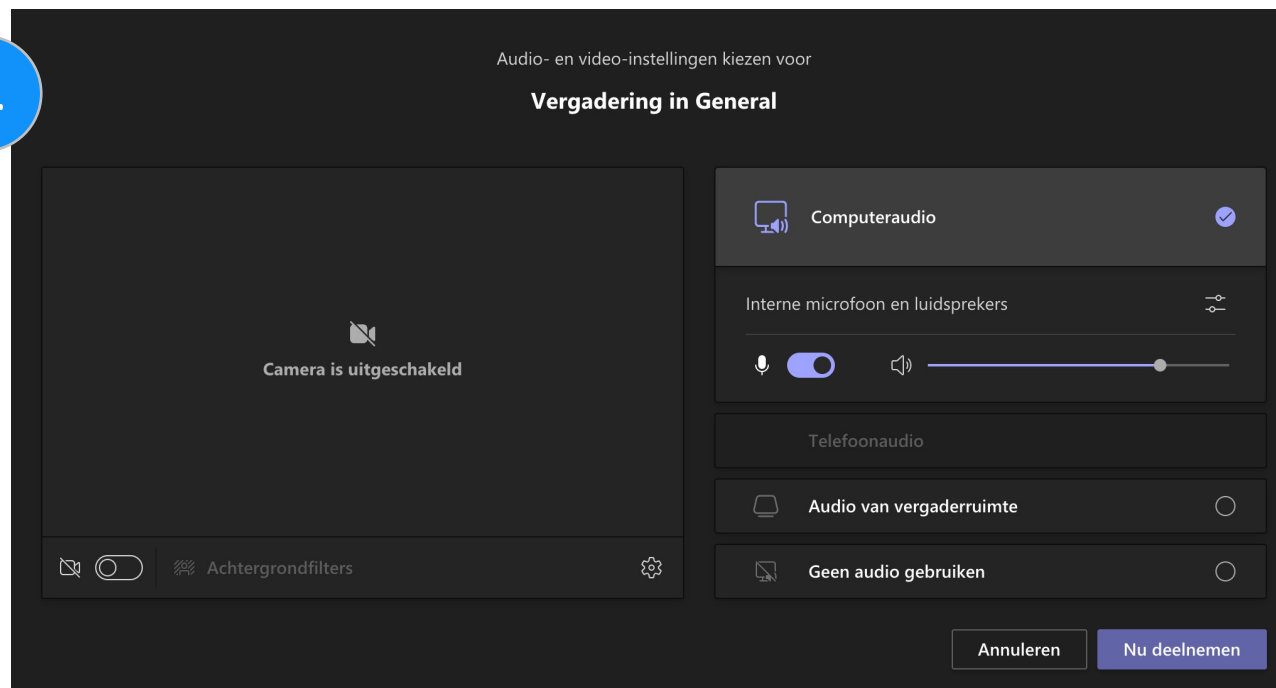 Audio- en video-instellingen kiezen voor
Vergadering in General
Camera is uitgeschakeld
Achtergrondfilters
Computeraudio
Interne microfoon en luidsprekers
Telefoonaudio
Audio van vergaderruimte
Geen audio gebruiken
Annuleren
Nu deelnemen